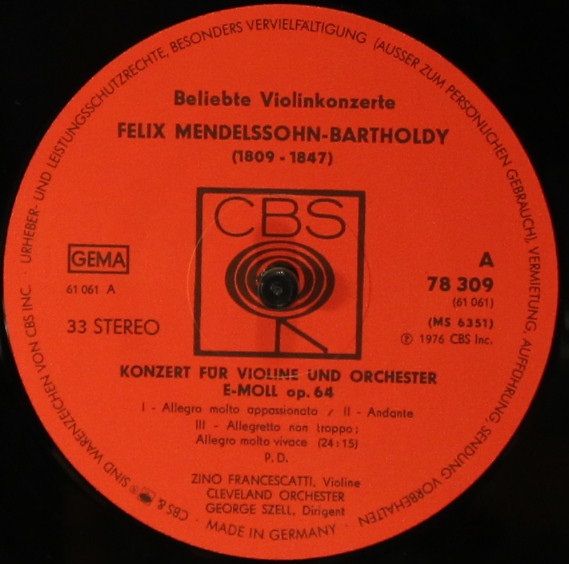 URHEBER- UND LEISTUNGSSCHUTZRECHTE, BESONDERS VERVIELFÄLTIGUNG (AUSSER ZUM PERSÖNLICHEN GEBRAUCH), VERMIETUNG, AUFFÜHRUNG, SENDUNG VORBEHALTEN
Beliebte Violinkonzerte
FELIX MENDELSSOHN-BARTHOLDY
(1809 - 1847)
CBS
GEMA
61 061 A
33 STEREO
A
78 309
(61 061)
(MS 6351)
℗ 1976 CBS Inc.
KONZERT FÜR VIOLINE UND ORCHESTER
E-MOLL op. 64
I - Allegro molto appassionato / II - Andante
III - Allegretto non troppo;
Allegro molto vivace (24:15)
P. D.
ZINO FRANCESCATTI, Violine
CLEVELAND ORCHESTER
GEORGE SZELL, Dirigent
· MADE IN GERMANY ·
CBS & ® SIND WARENZEICHEN VON CBS INC. ·